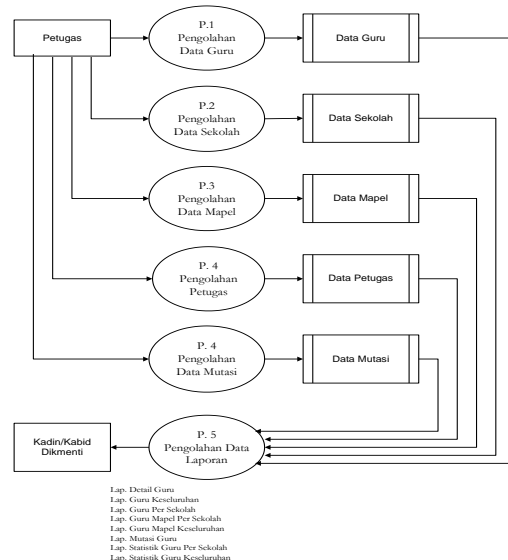 Petugas
P.1
Pengolahan
Data Guru
Data Guru
P.2
Pengolahan
Data Sekolah
Data Sekolah
P.3
Pengolahan
Data Mapel
Data Mapel
P. 4
Pengolahan
Petugas
Data Petugas
P. 4
Pengolahan
Data Mutasi
Data Mutasi
Kadin/Kabid
Dikmenti
P. 5
Pengolahan Data
Laporan
Lap. Detail Guru
Lap. Guru Keseluruhan
Lap. Guru Per Sekolah
Lap. Guru Mapel Per Sekolah
Lap. Guru Mapel Keseluruhan
Lap. Mutasi Guru
Lap. Statistik Guru Per Sekolah
Lap. Statistik Guru Keseluruhan